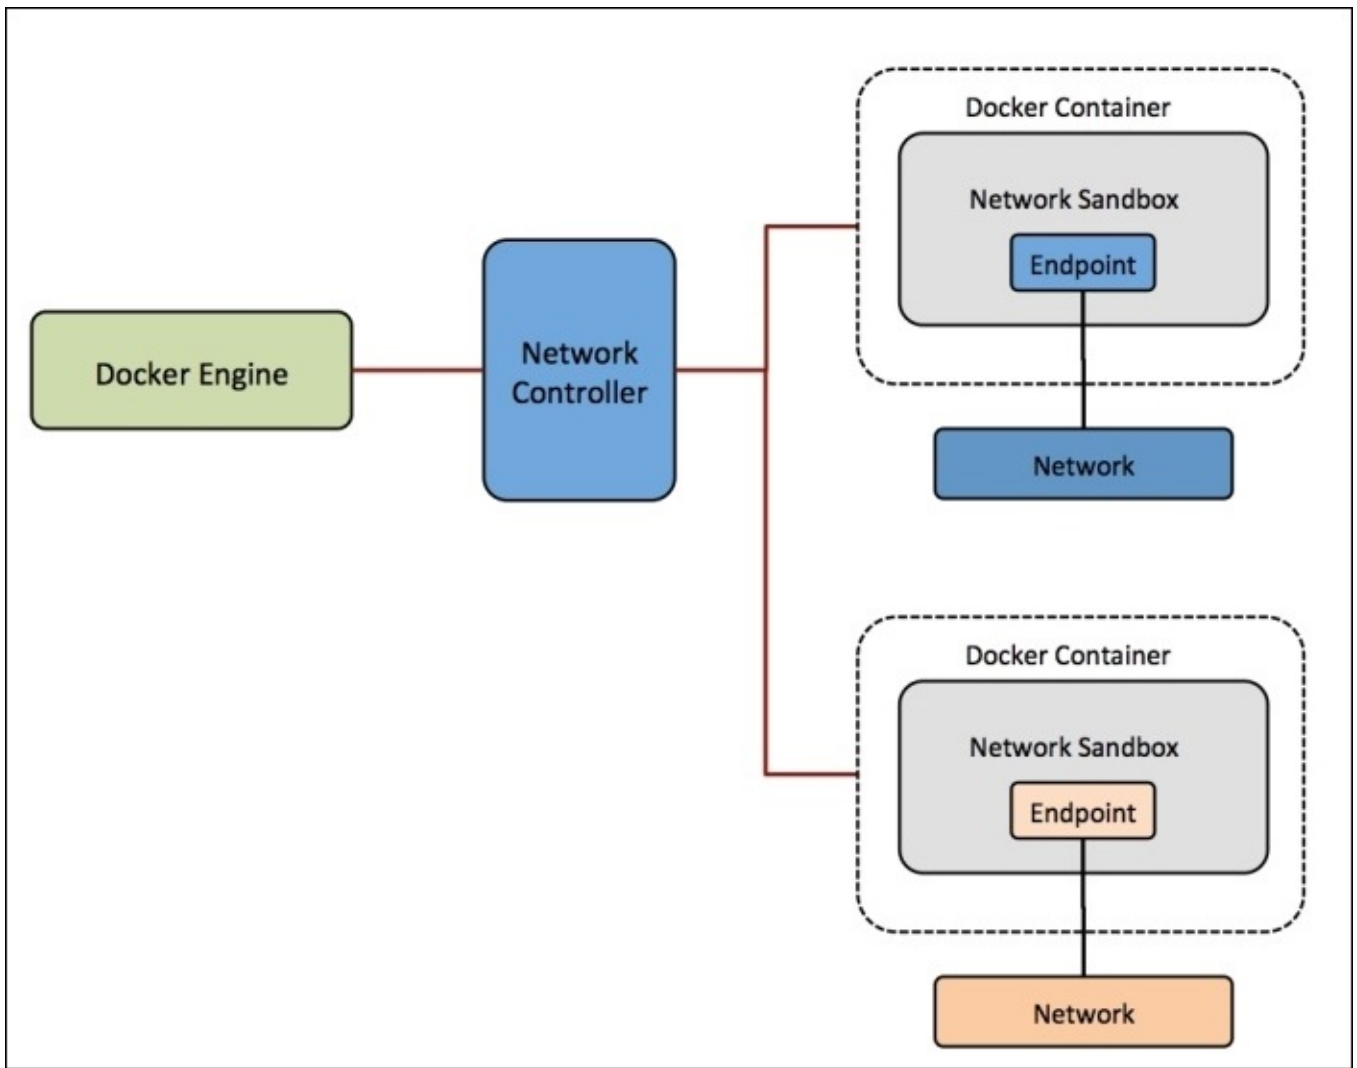 Docker Engine
Network
Controller
Docker Container
Network Sandbox
Endpoint
Network
Docker Container
Network Sandbox
Endpoint
Network